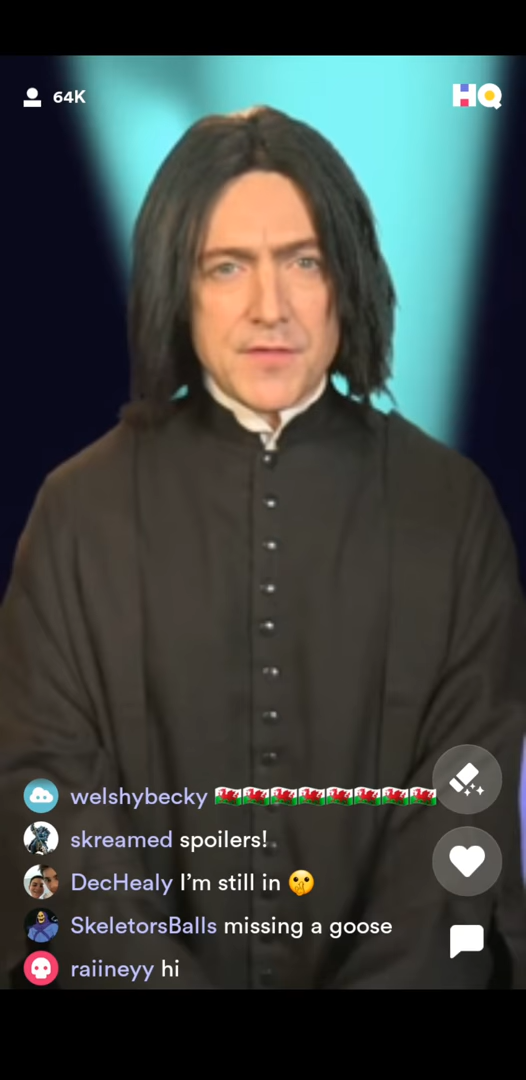 64K
HQ
welshybecky 🏴󠁧󠁢󠁷󠁬󠁳󠁿🏴󠁧󠁢󠁷󠁬󠁳󠁿🏴󠁧󠁢󠁷󠁬󠁳󠁿🏴󠁧󠁢󠁷󠁬󠁳󠁿🏴󠁧󠁢󠁷󠁬󠁳󠁿🏴󠁧󠁢󠁷󠁬󠁳󠁿🏴󠁧󠁢󠁷󠁬󠁳󠁿🏴󠁧󠁢󠁷󠁬󠁳󠁿
skreamed spoilers!
DecHealy I’m still in 🤫
SkeletorsBalls missing a goose
raiineyy hi